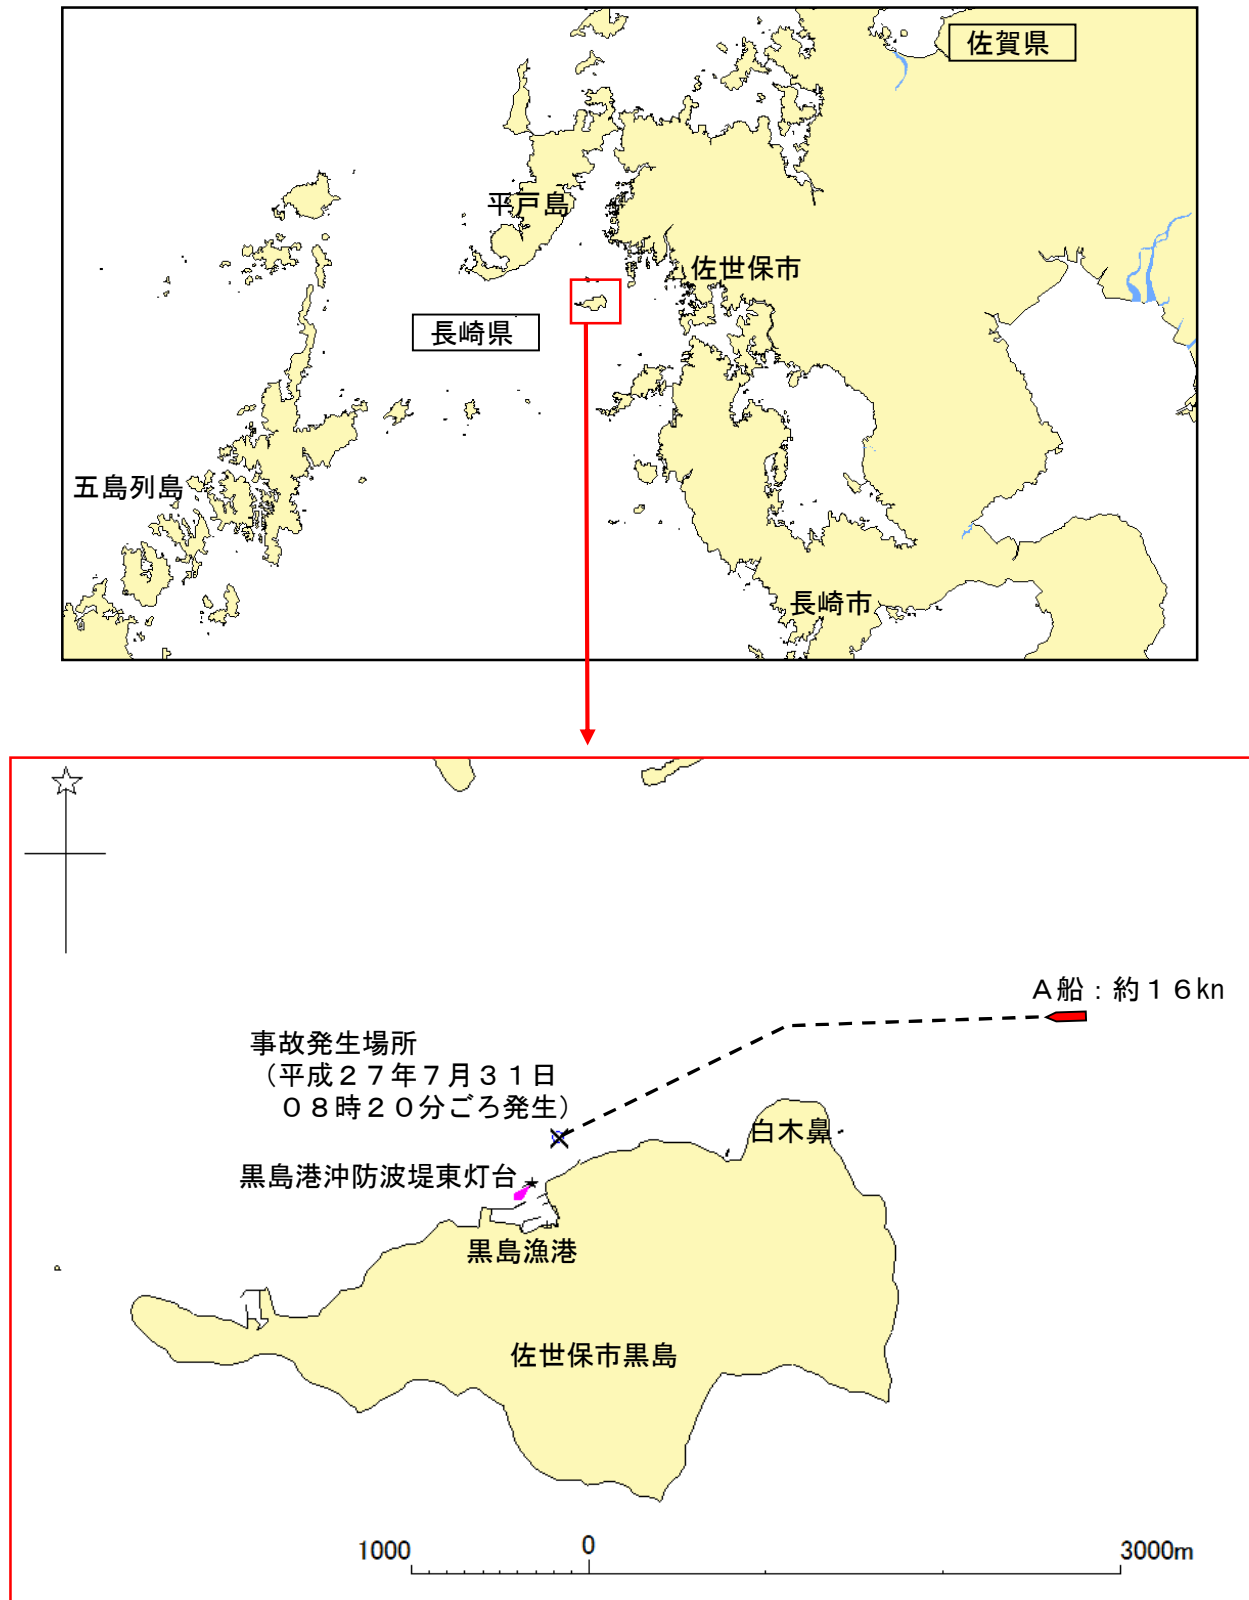 佐賀県
平戸島
佐世保市
長崎県
五島列島
長崎市
Ａ船：約１６kn
事故発生場所
（平成２７年７月３１日
０８時２０分ごろ発生）
白木鼻
黒島港沖防波堤東灯台
黒島漁港
佐世保市黒島
1000 0 3000m